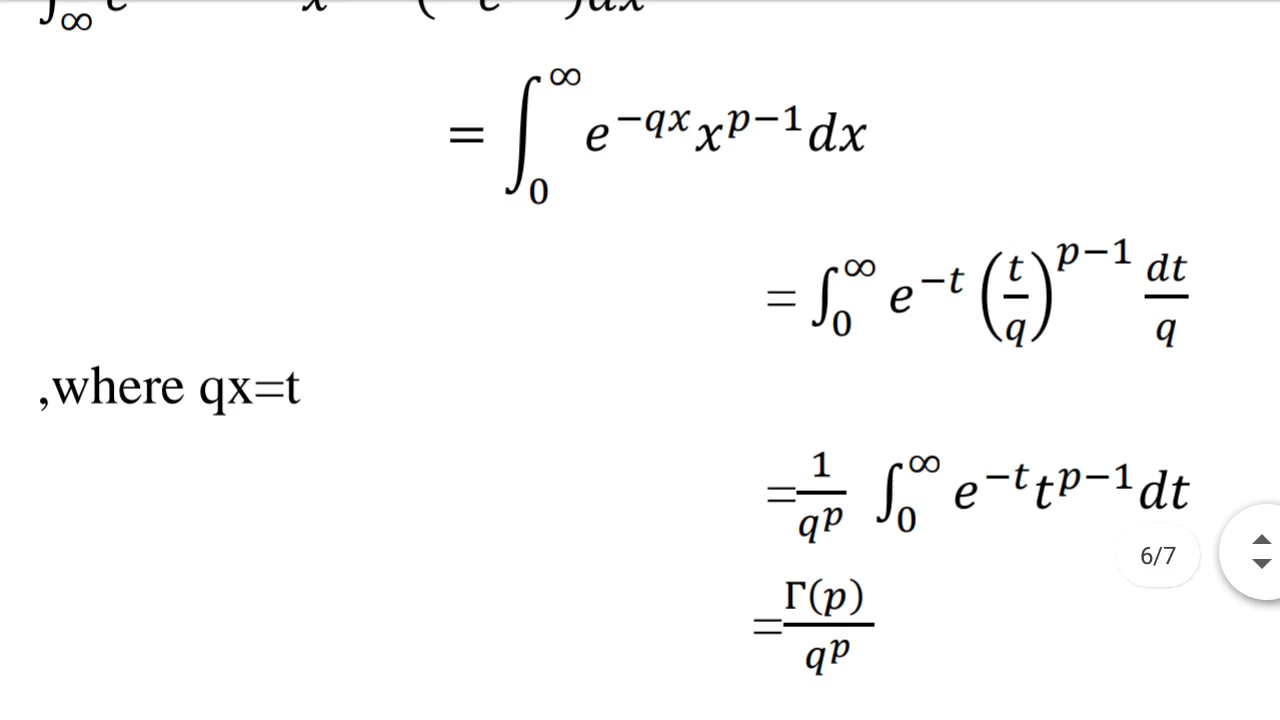 = ∫₀^∞ e^{−qx} x^{p−1} dx
= ∫₀^∞ e^{−t} (t/q)^{p−1} dt/q
,where qx=t
=1/q^p ∫₀^∞ e^{−t} t^{p−1} dt
6/7
=Γ(p)/q^p